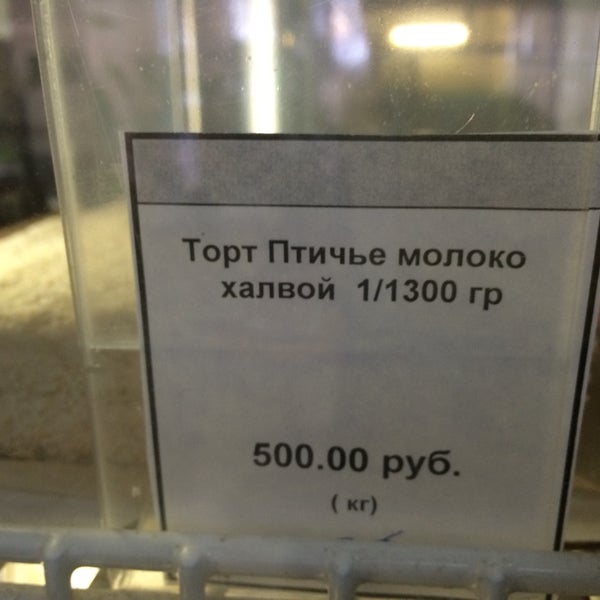 Торт Птичье молоко
халвой 1/1300 гр
500.00 руб.
( кг)